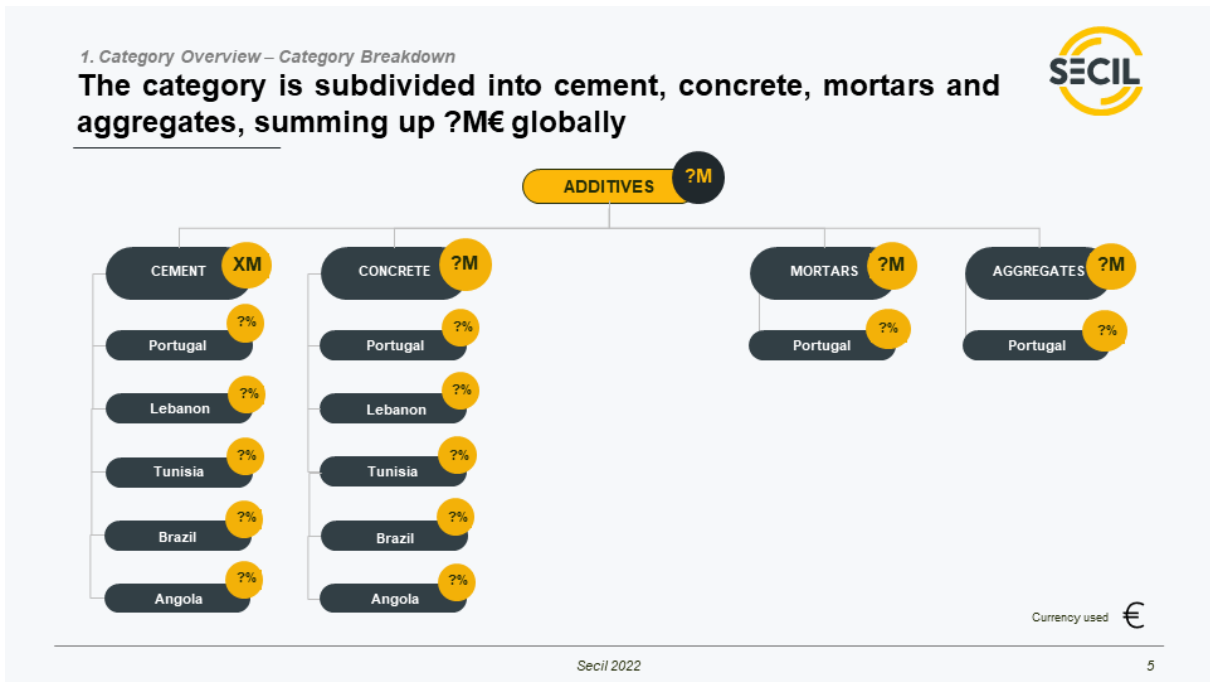 1. Category Overview – Category Breakdown
The category is subdivided into cement, concrete, mortars and
aggregates, summing up ?M€ globally
SECIL
ADDITIVES ?M
CEMENT XM
CONCRETE ?M
MORTARS ?M
AGGREGATES ?M
Portugal ?%
Portugal ?%
Portugal ?%
Portugal ?%
Lebanon ?%
Lebanon ?%
Tunisia ?%
Tunisia ?%
Brazil ?%
Brazil ?%
Angola ?%
Angola ?%
Currency used €
Secil 2022
5